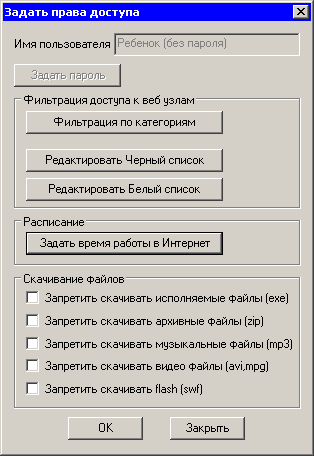 Задать права доступа
Имя пользователя Ребенок (без пароля)
Задать пароль
Фильтрация доступа к веб узлам
Фильтрация по категориям
Редактировать Черный список
Редактировать Белый список
Расписание
Задать время работы в Интернет
Скачивание файлов
Запретить скачивать исполняемые файлы (exe)
Запретить скачивать архивные файлы (zip)
Запретить скачивать музыкальные файлы (mp3)
Запретить скачивать видео файлы (avi,mpg)
Запретить скачивать flash (swf)
OK Закрыть